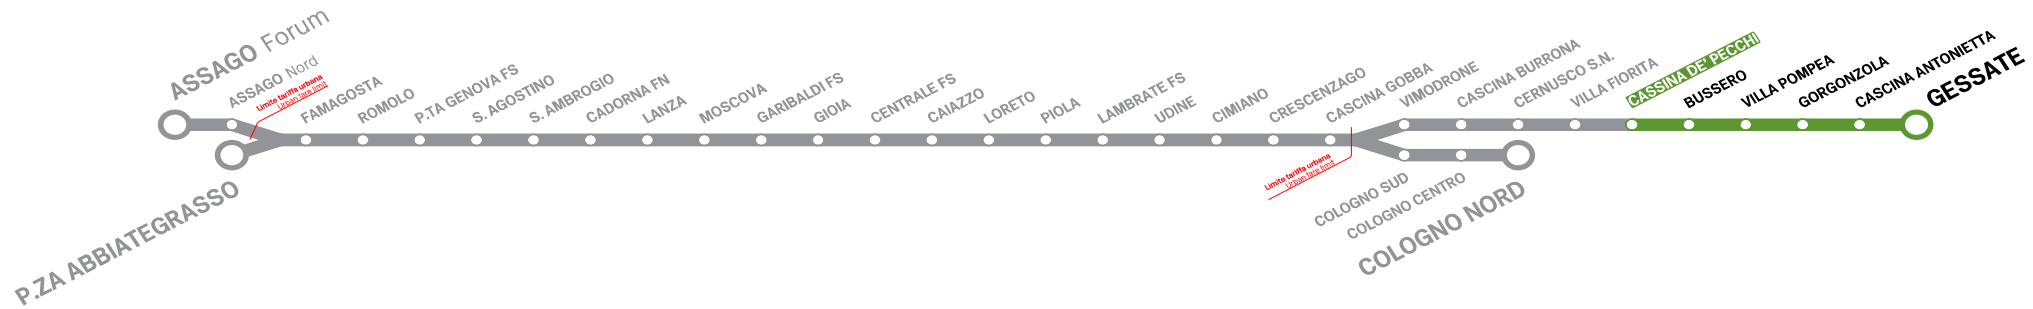 ASSAGO Forum
ASSAGO Nord
Limite tariffa urbana
Urban fare limit
FAMAGOSTA
ROMOLO
P.TA GENOVA FS
S. AGOSTINO
S. AMBROGIO
CADORNA FN
LANZA
MOSCOVA
GARIBALDI FS
GIOIA
CENTRALE FS
CAIAZZO
LORETO
PIOLA
LAMBRATE FS
UDINE
CIMIANO
CRESCENZAGO
CASCINA GOBBA
VIMODRONE
CASCINA BURRONA
CERNUSCO S.N.
VILLA FIORITA
CASSINA DE' PECCHI
BUSSERO
VILLA POMPEA
GORGONZOLA
CASCINA ANTONIETTA
GESSATE
P.ZA ABBIATEGRASSO
Limite tariffa urbana
Urban fare limit
COLOGNO SUD
COLOGNO CENTRO
COLOGNO NORD